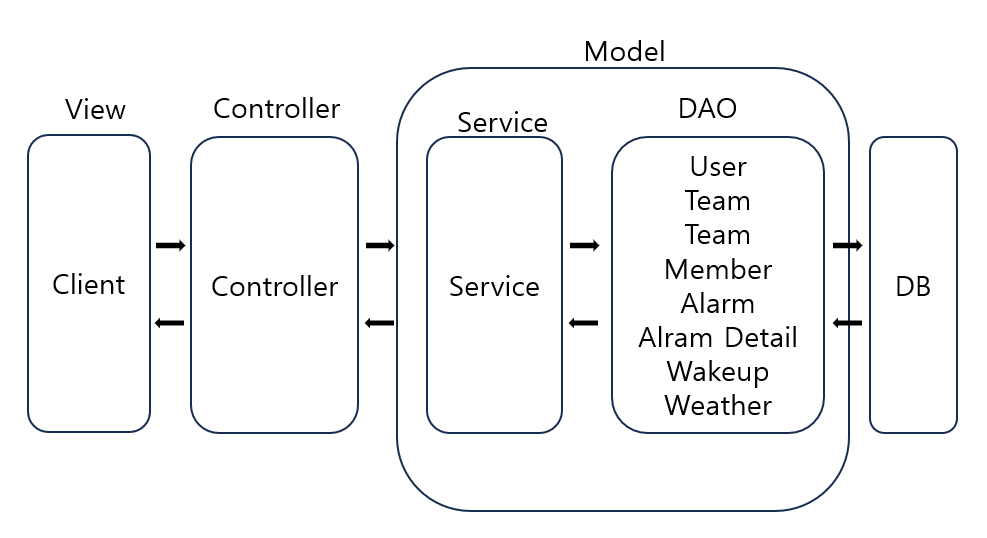 Model
View
Controller
Service
DAO
Client
Controller
Service
User
Team
Team
Member
Alarm
Alram Detail
Wakeup
Weather
DB